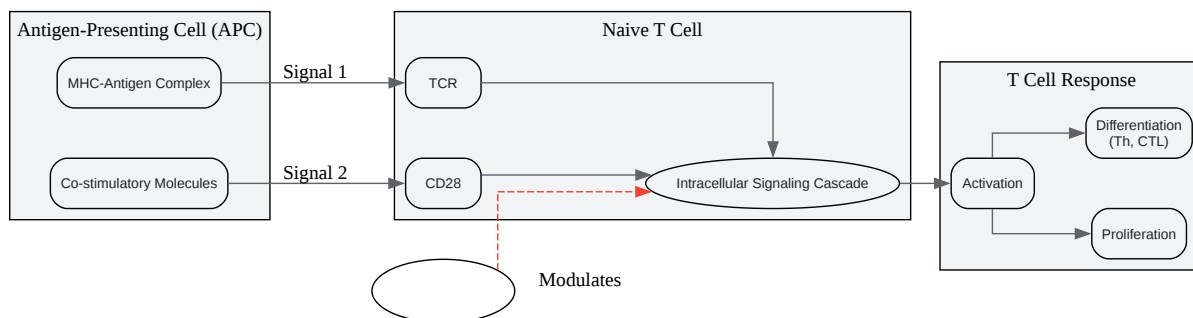 Antigen-Presenting Cell (APC)
Naive T Cell
MHC-Antigen Complex
Signal 1
TCR
T Cell Response
Differentiation
(Th, CTL)
Co-stimulatory Molecules
Signal 2
CD28
Intracellular Signaling Cascade
Activation
Proliferation
Modulates